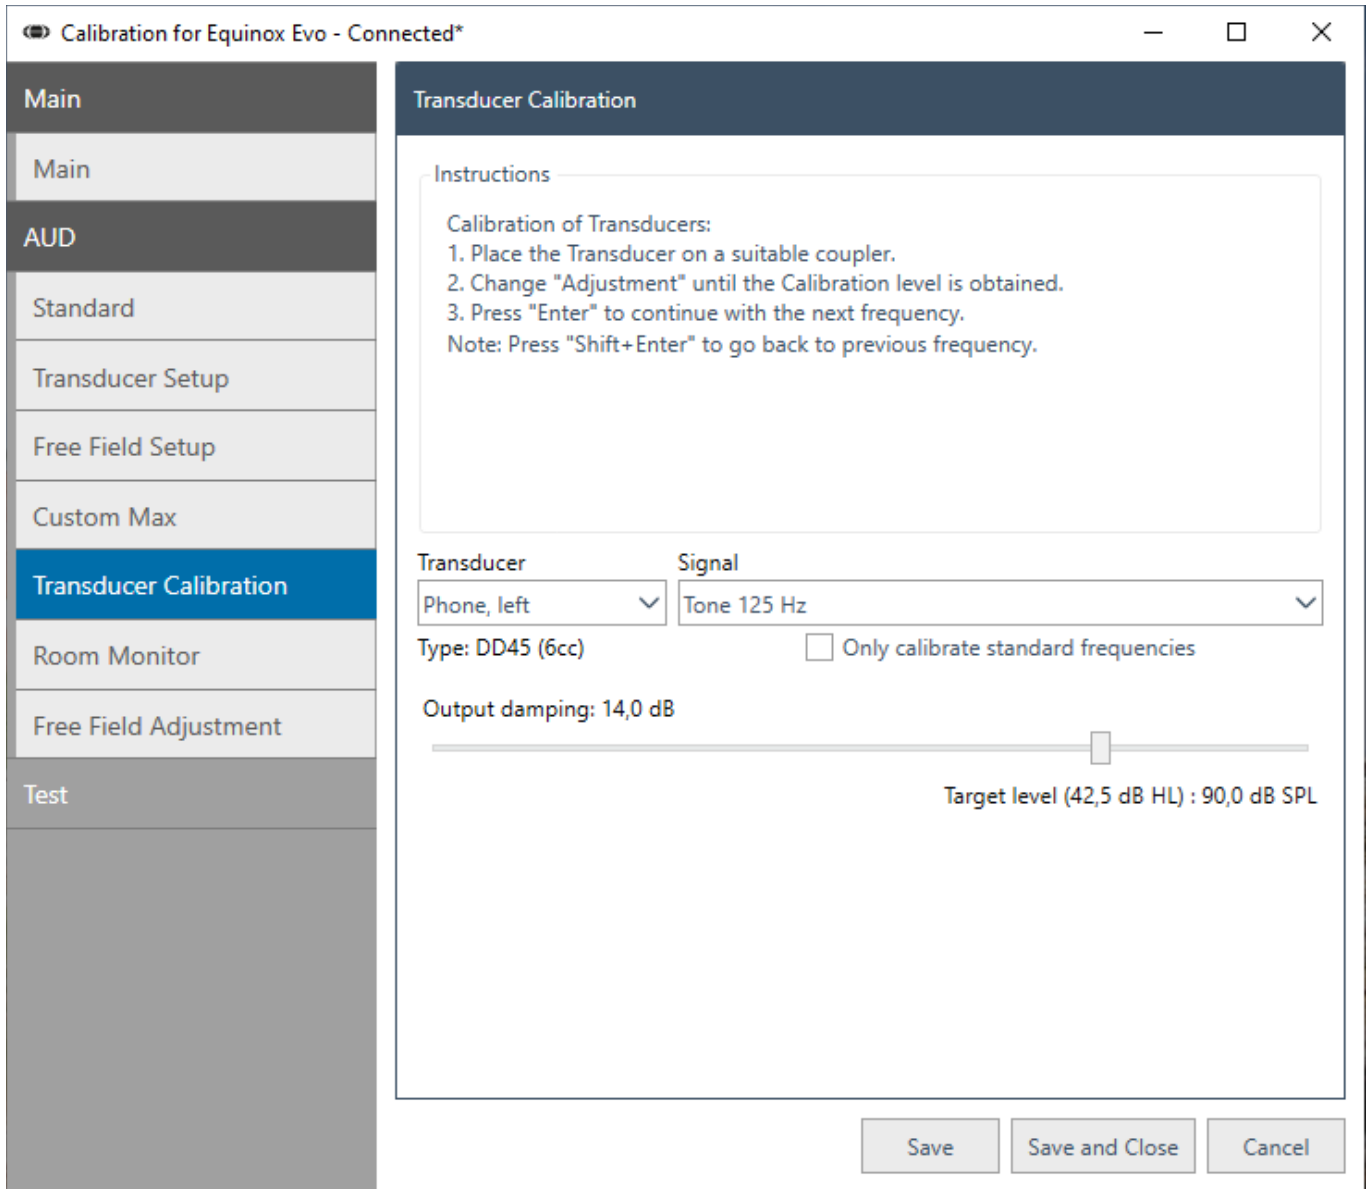 Calibration for Equinox Evo - Connected*
Main
Main
AUD
Standard
Transducer Setup
Free Field Setup
Custom Max
Transducer Calibration
Room Monitor
Free Field Adjustment
Test
Transducer Calibration
Instructions
Calibration of Transducers:
1. Place the Transducer on a suitable coupler.
2. Change "Adjustment" until the Calibration level is obtained.
3. Press "Enter" to continue with the next frequency.
Note: Press "Shift+Enter" to go back to previous frequency.
Transducer Signal
Phone, left Tone 125 Hz
Type: DD45 (6cc) Only calibrate standard frequencies
Output damping: 14,0 dB
Target level (42,5 dB HL) : 90,0 dB SPL
Save Save and Close Cancel